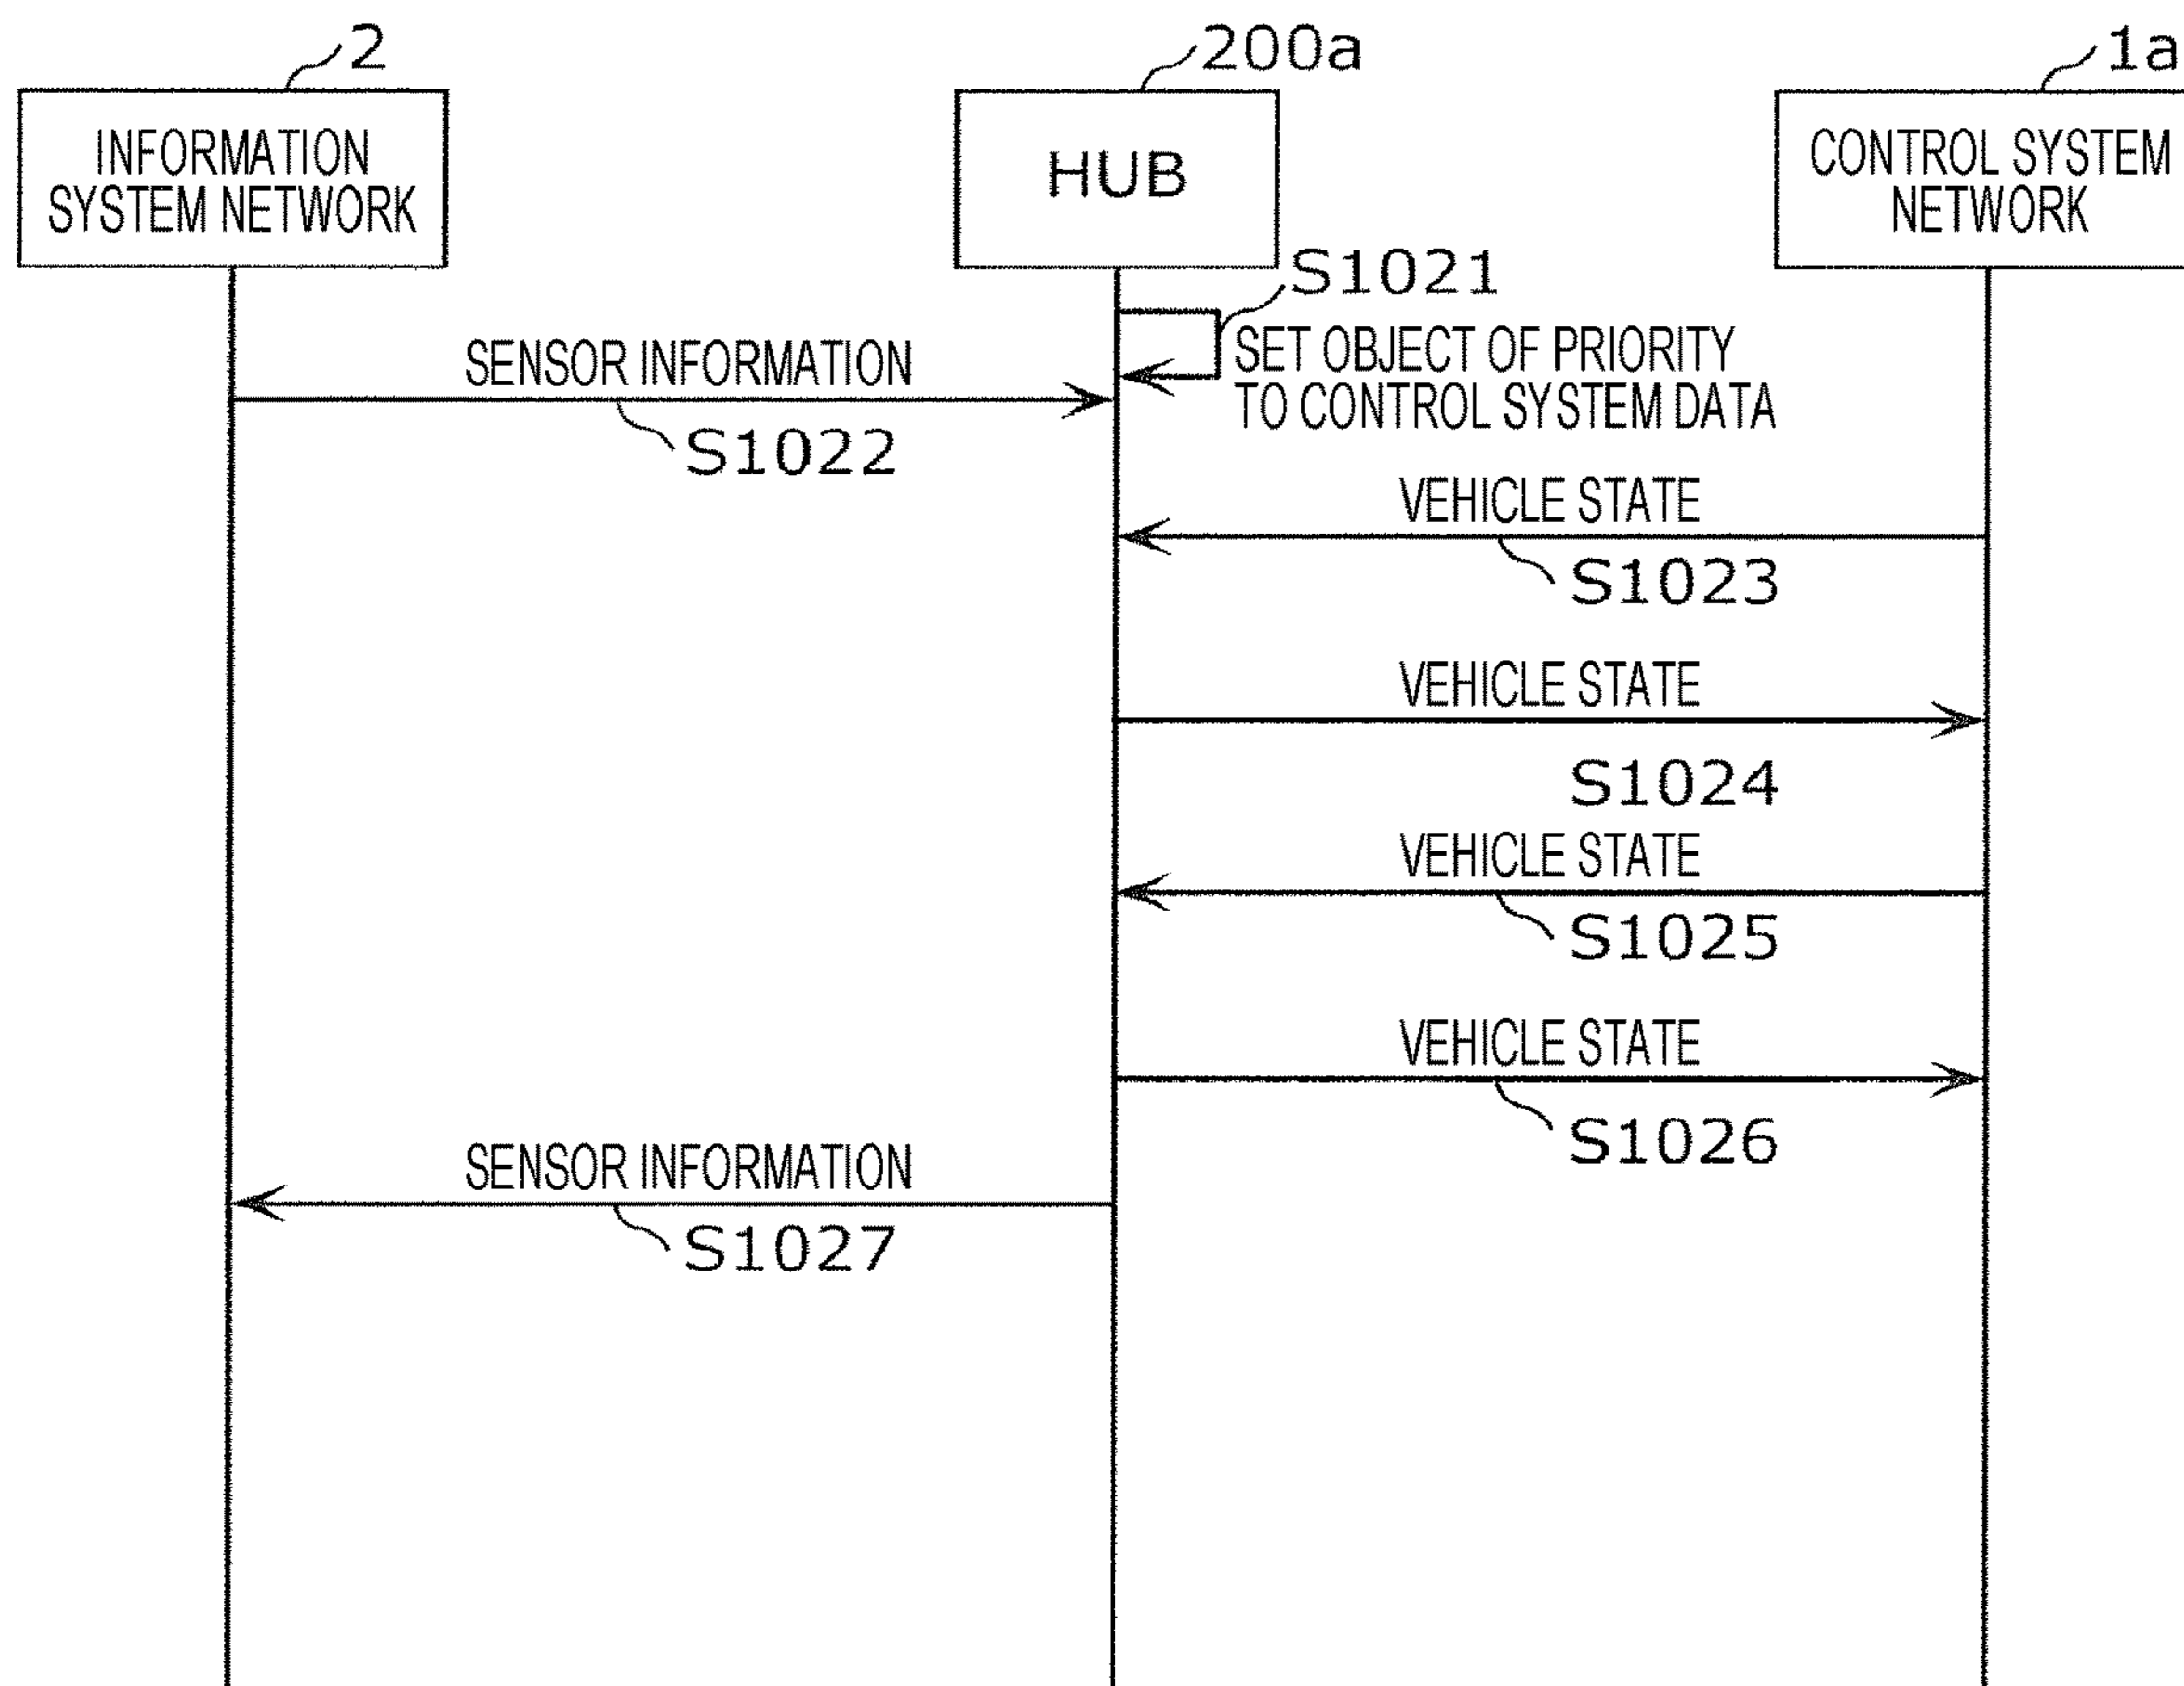 2
200a
1a
INFORMATION
SYSTEM NETWORK
HUB
CONTROL SYSTEM
NETWORK
S1021
SET OBJECT OF PRIORITY
TO CONTROL SYSTEM DATA
SENSOR INFORMATION
S1022
VEHICLE STATE
S1023
VEHICLE STATE
S1024
VEHICLE STATE
S1025
VEHICLE STATE
S1026
SENSOR INFORMATION
S1027